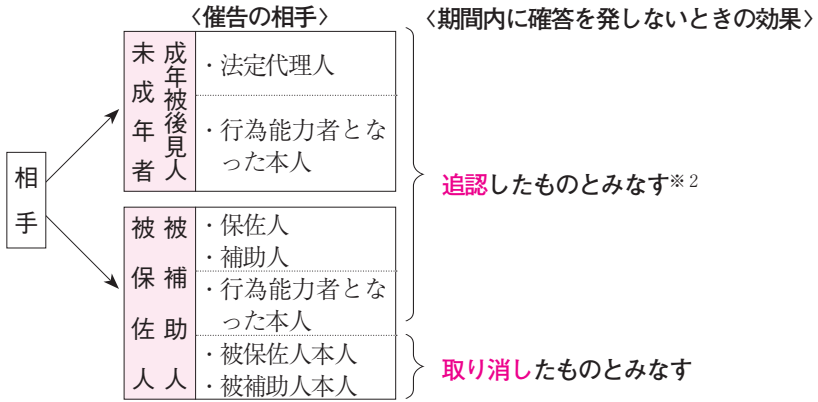 〈催告の相手〉
〈期間内に確答を発しないときの効果〉
相手
未成年者
成年被後見人
・法定代理人
・行為能力者とな
った本人
追認したものとみなす※2
被保佐人
被補助人
・保佐人
・補助人
・行為能力者とな
った本人
・被保佐人本人
・被補助人本人
取り消したものとみなす